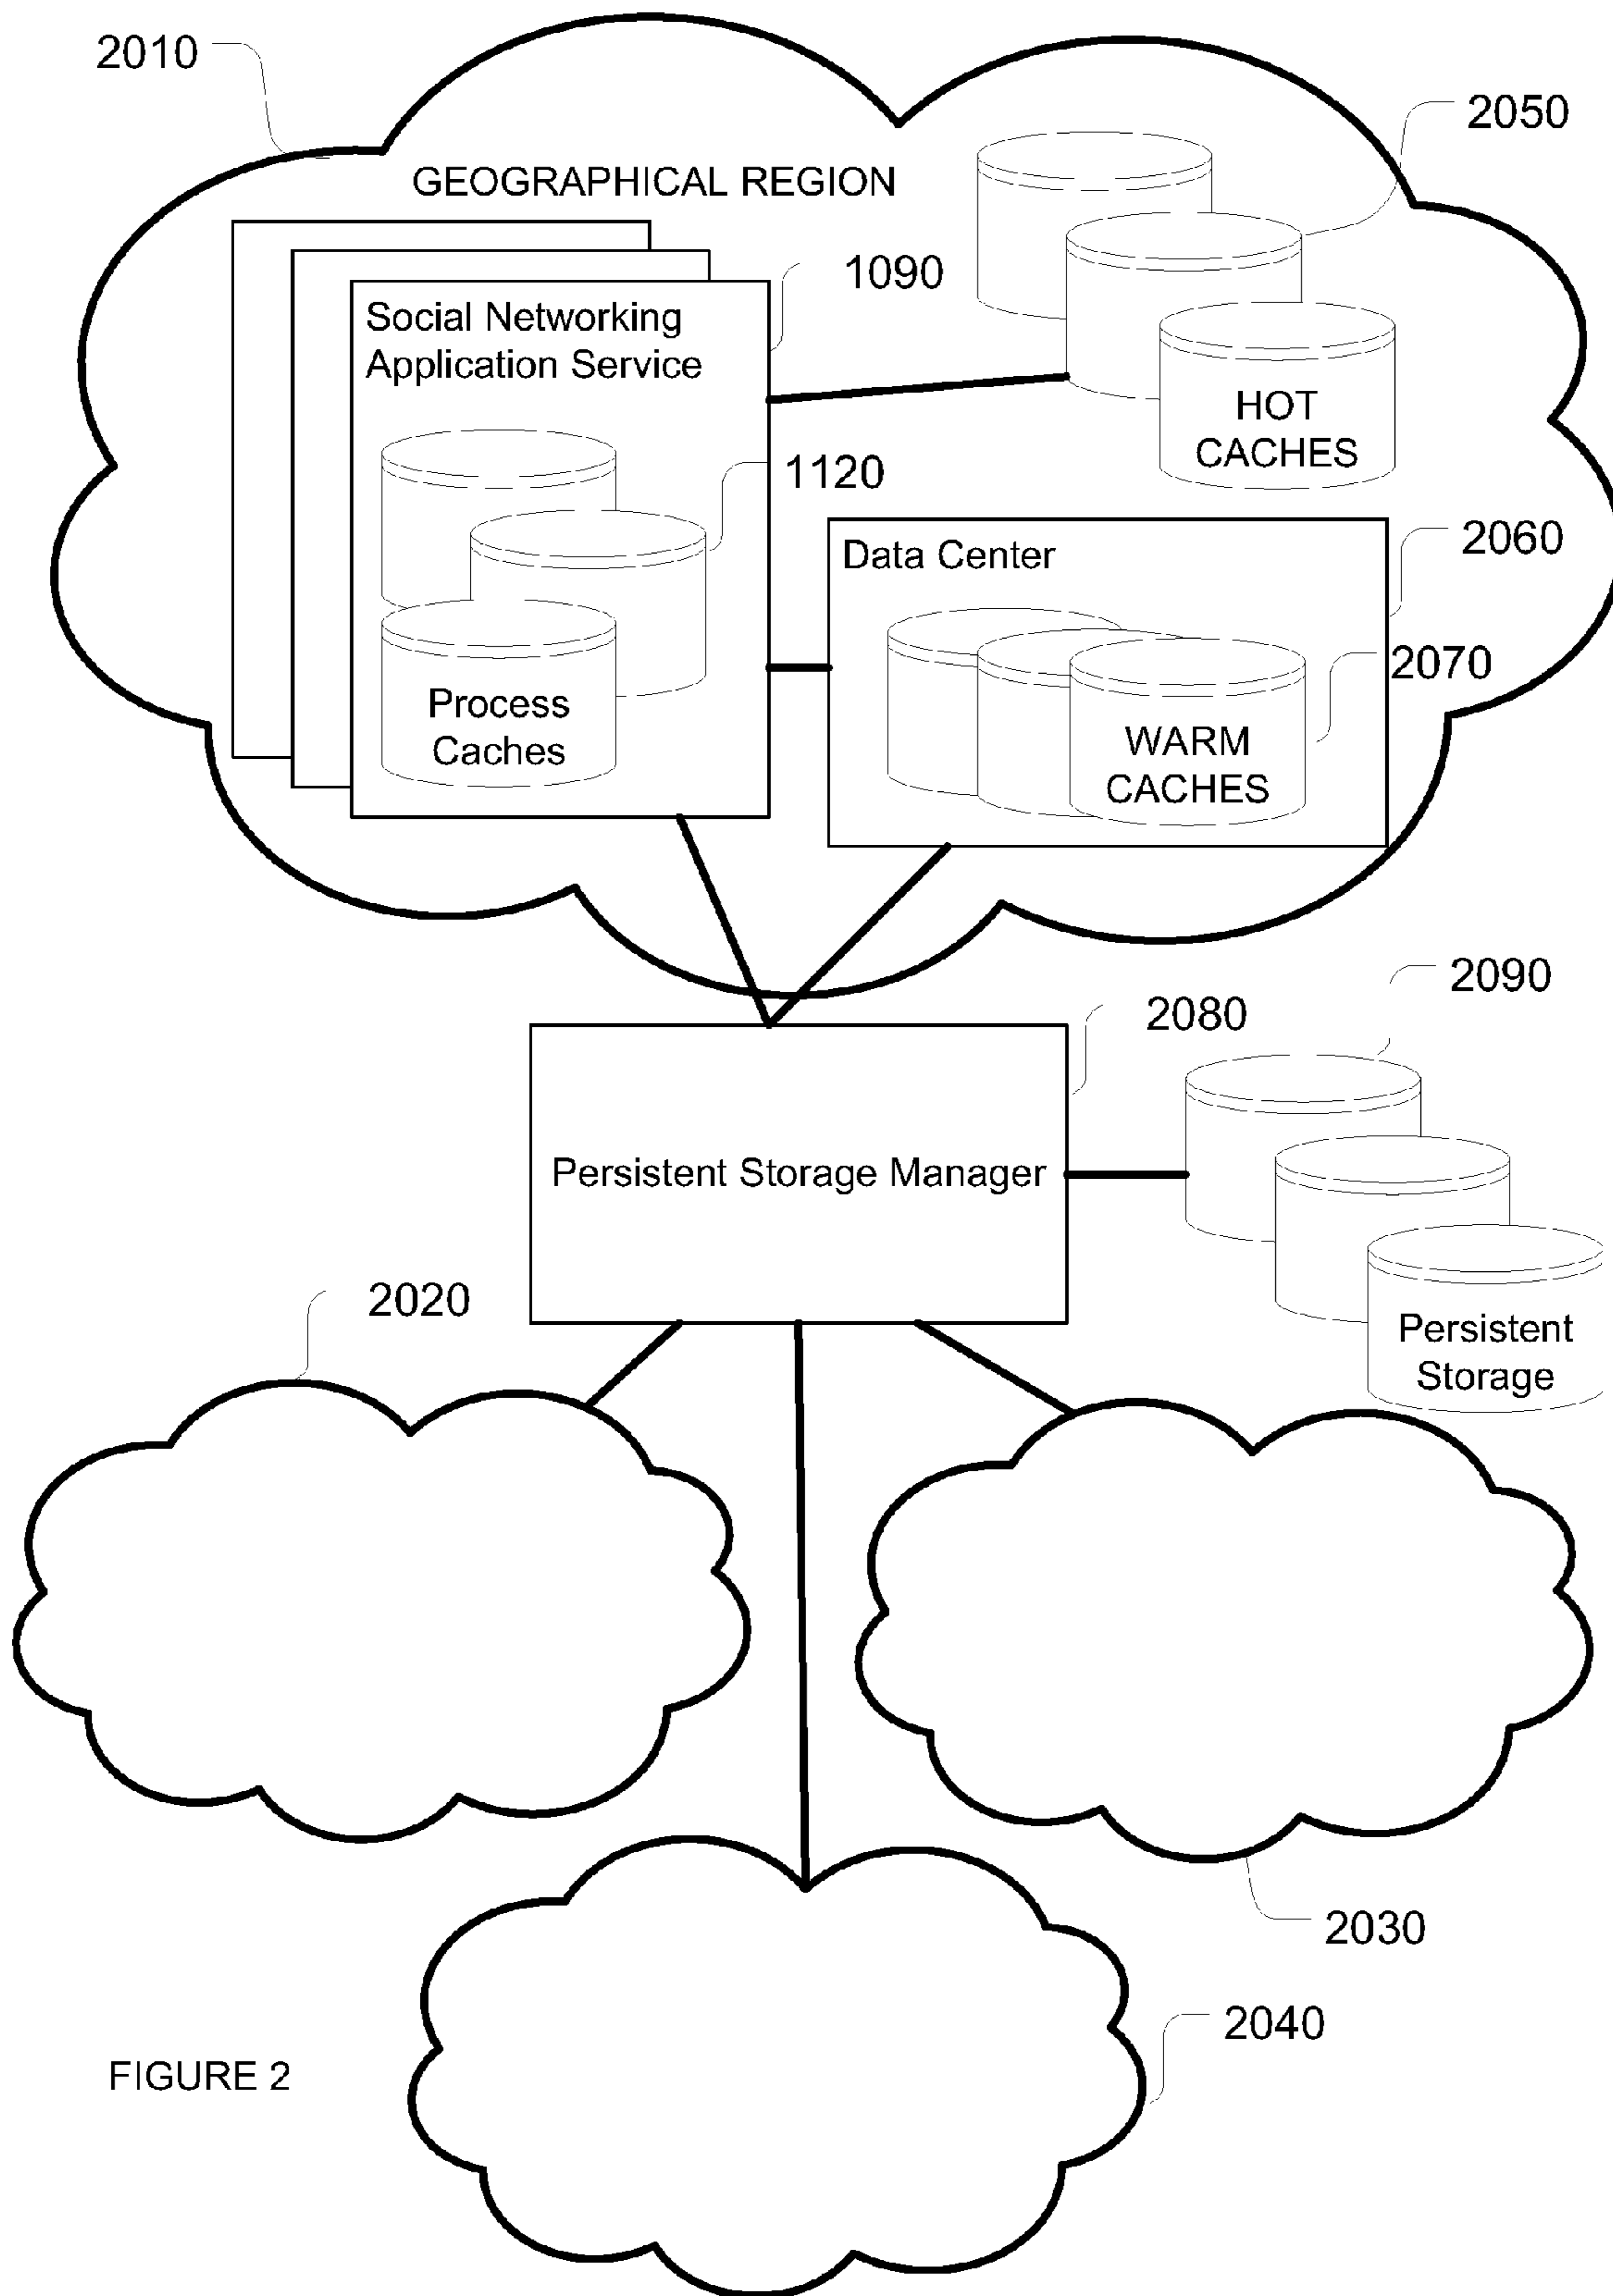 2010
2050
GEOGRAPHICAL REGION
1090
Social Networking
Application Service
HOT
CACHES
1120
2060
Data Center
2070
Process
Caches
WARM
CACHES
2090
2080
Persistent Storage Manager
2020
Persistent
Storage
2030
2040
FIGURE 2